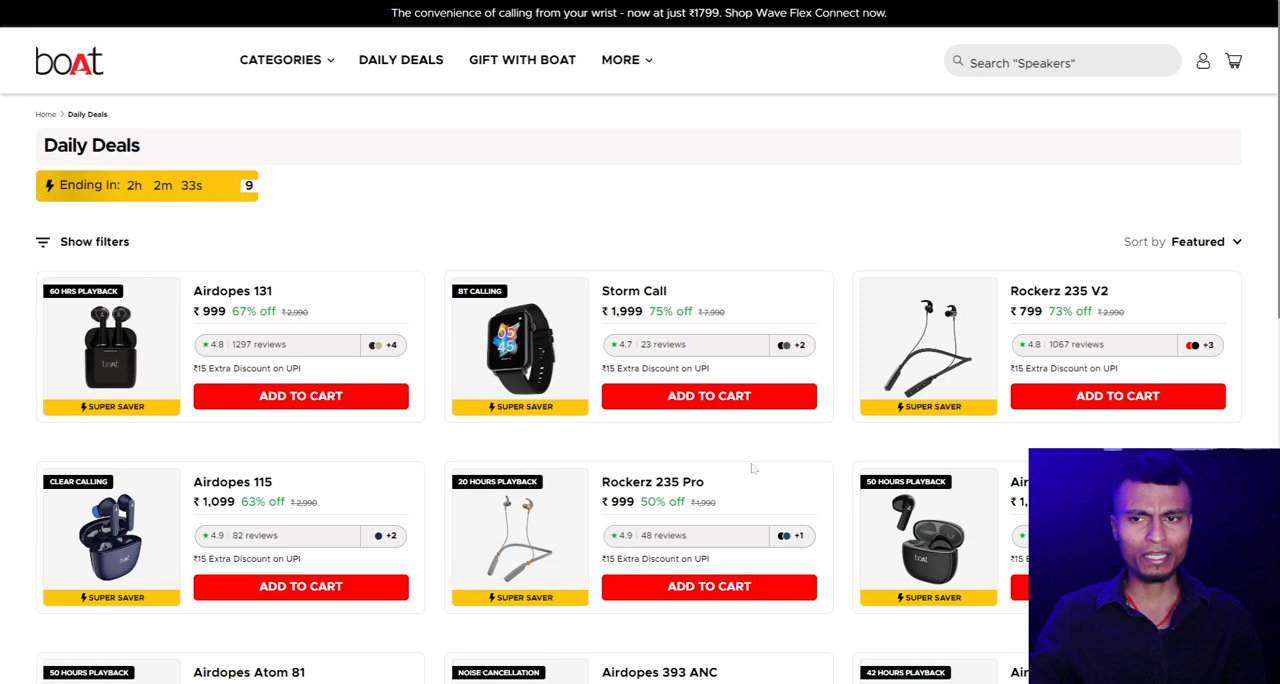 The convenience of calling from your wrist - now at just ₹1799. Shop Wave Flex Connect now.
boAt
CATEGORIES
DAILY DEALS
GIFT WITH BOAT
MORE
Search "Speakers"
Home > Daily Deals
Daily Deals
Ending In: 2h 2m 33s 9
Show filters
Sort by Featured
60 HRS PLAYBACK
Airdopes 131
₹ 999 67% off ₹ 2,990
★ 4.8 | 1297 reviews +4
₹15 Extra Discount on UPI
ADD TO CART
SUPER SAVER
boAt
BT CALLING
Storm Call
₹ 1,999 75% off ₹ 7,990
★ 4.7 | 23 reviews +2
₹15 Extra Discount on UPI
ADD TO CART
SUPER SAVER
Rockerz 235 V2
₹ 799 73% off ₹ 2,990
★ 4.8 | 1067 reviews +3
₹15 Extra Discount on UPI
ADD TO CART
SUPER SAVER
CLEAR CALLING
Airdopes 115
₹ 1,099 63% off ₹ 2,990
★ 4.9 | 82 reviews +2
₹15 Extra Discount on UPI
ADD TO CART
SUPER SAVER
boAt
20 HOURS PLAYBACK
Rockerz 235 Pro
₹ 999 50% off ₹ 1,990
★ 4.9 | 48 reviews +1
₹15 Extra Discount on UPI
ADD TO CART
SUPER SAVER
50 HOURS PLAYBACK
boAt
Air
₹ 1,
₹15 E
SUPER SAVER
50 HOURS PLAYBACK
Airdopes Atom 81
NOISE CANCELLATION
Airdopes 393 ANC
42 HOURS PLAYBACK
Air